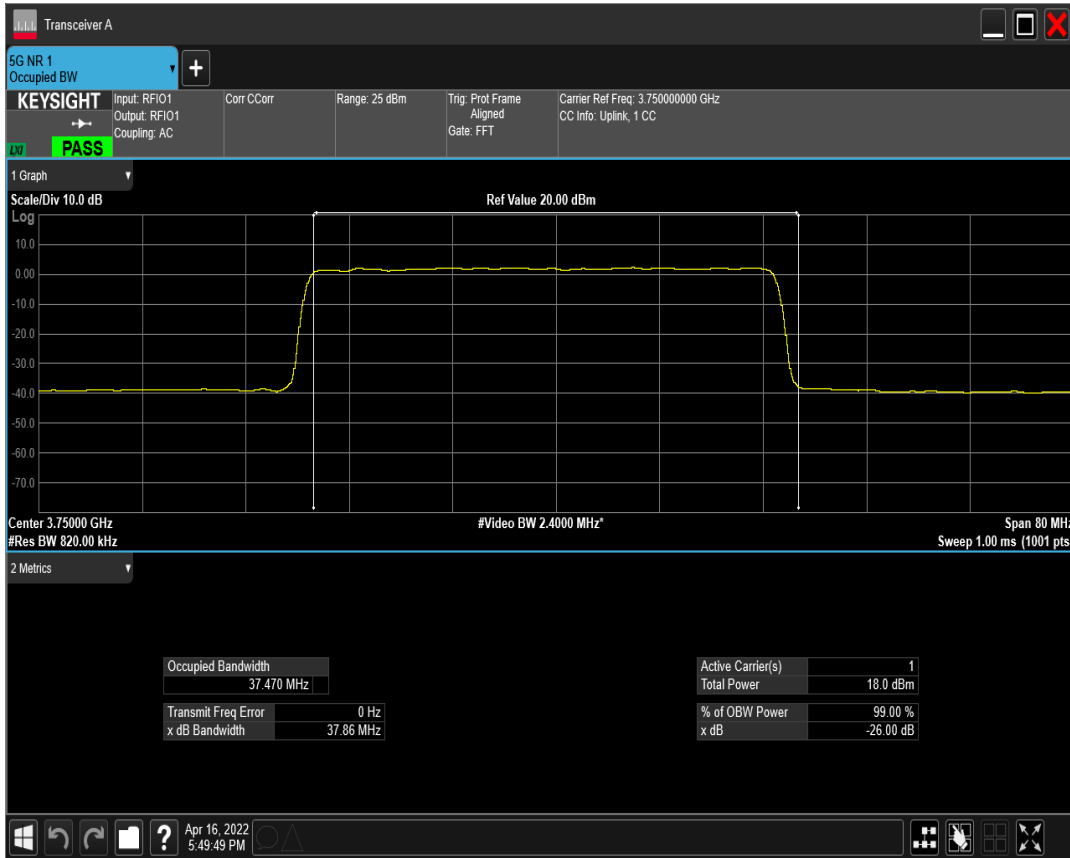 Transceiver A
5G NR 1
Occupied BW
+
KEYSIGHT
LXI
PASS
Input: RFIO1
Output: RFIO1
Coupling: AC
Corr CCorr
Range: 25 dBm
Trig: Prot Frame
Aligned
Gate: FFT
Carrier Ref Freq: 3.750000000 GHz
CC Info: Uplink, 1 CC
1 Graph
Scale/Div 10.0 dB
Ref Value 20.00 dBm
Log
10.0
0.00
-10.0
-20.0
-30.0
-40.0
-50.0
-60.0
-70.0
Center 3.75000 GHz
#Video BW 2.4000 MHz*
Span 80 MHz
#Res BW 820.00 kHz
Sweep 1.00 ms (1001 pts
2 Metrics
Occupied Bandwidth
37.470 MHz
Transmit Freq Error 0 Hz
x dB Bandwidth 37.86 MHz
Active Carrier(s) 1
Total Power 18.0 dBm
% of OBW Power 99.00 %
x dB -26.00 dB
?
Apr 16, 2022
5:49:49 PM